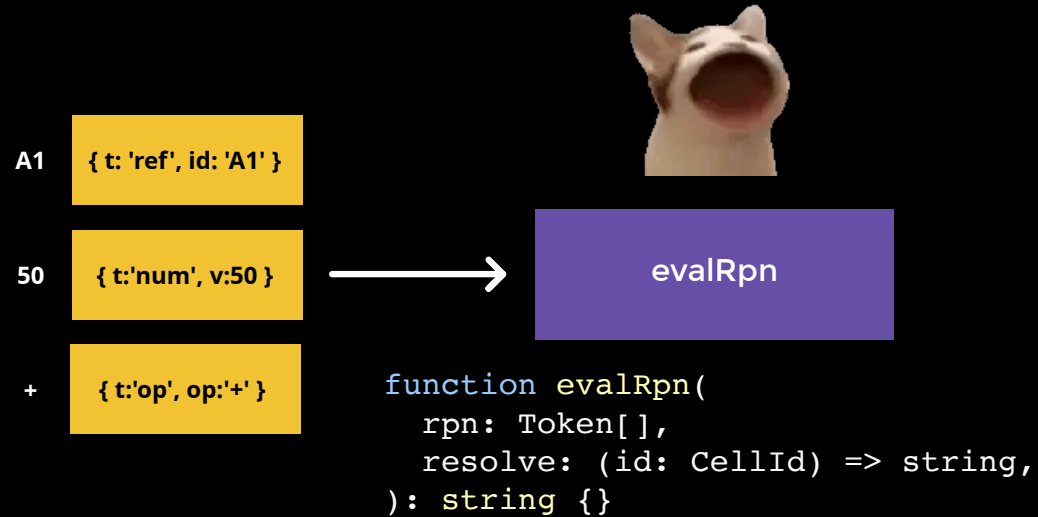 A1
{ t: 'ref', id: 'A1' }
50
{ t:'num', v:50 }
+
{ t:'op', op:'+' }
evalRpn
function evalRpn(
  rpn: Token[],
  resolve: (id: CellId) => string,
): string {}